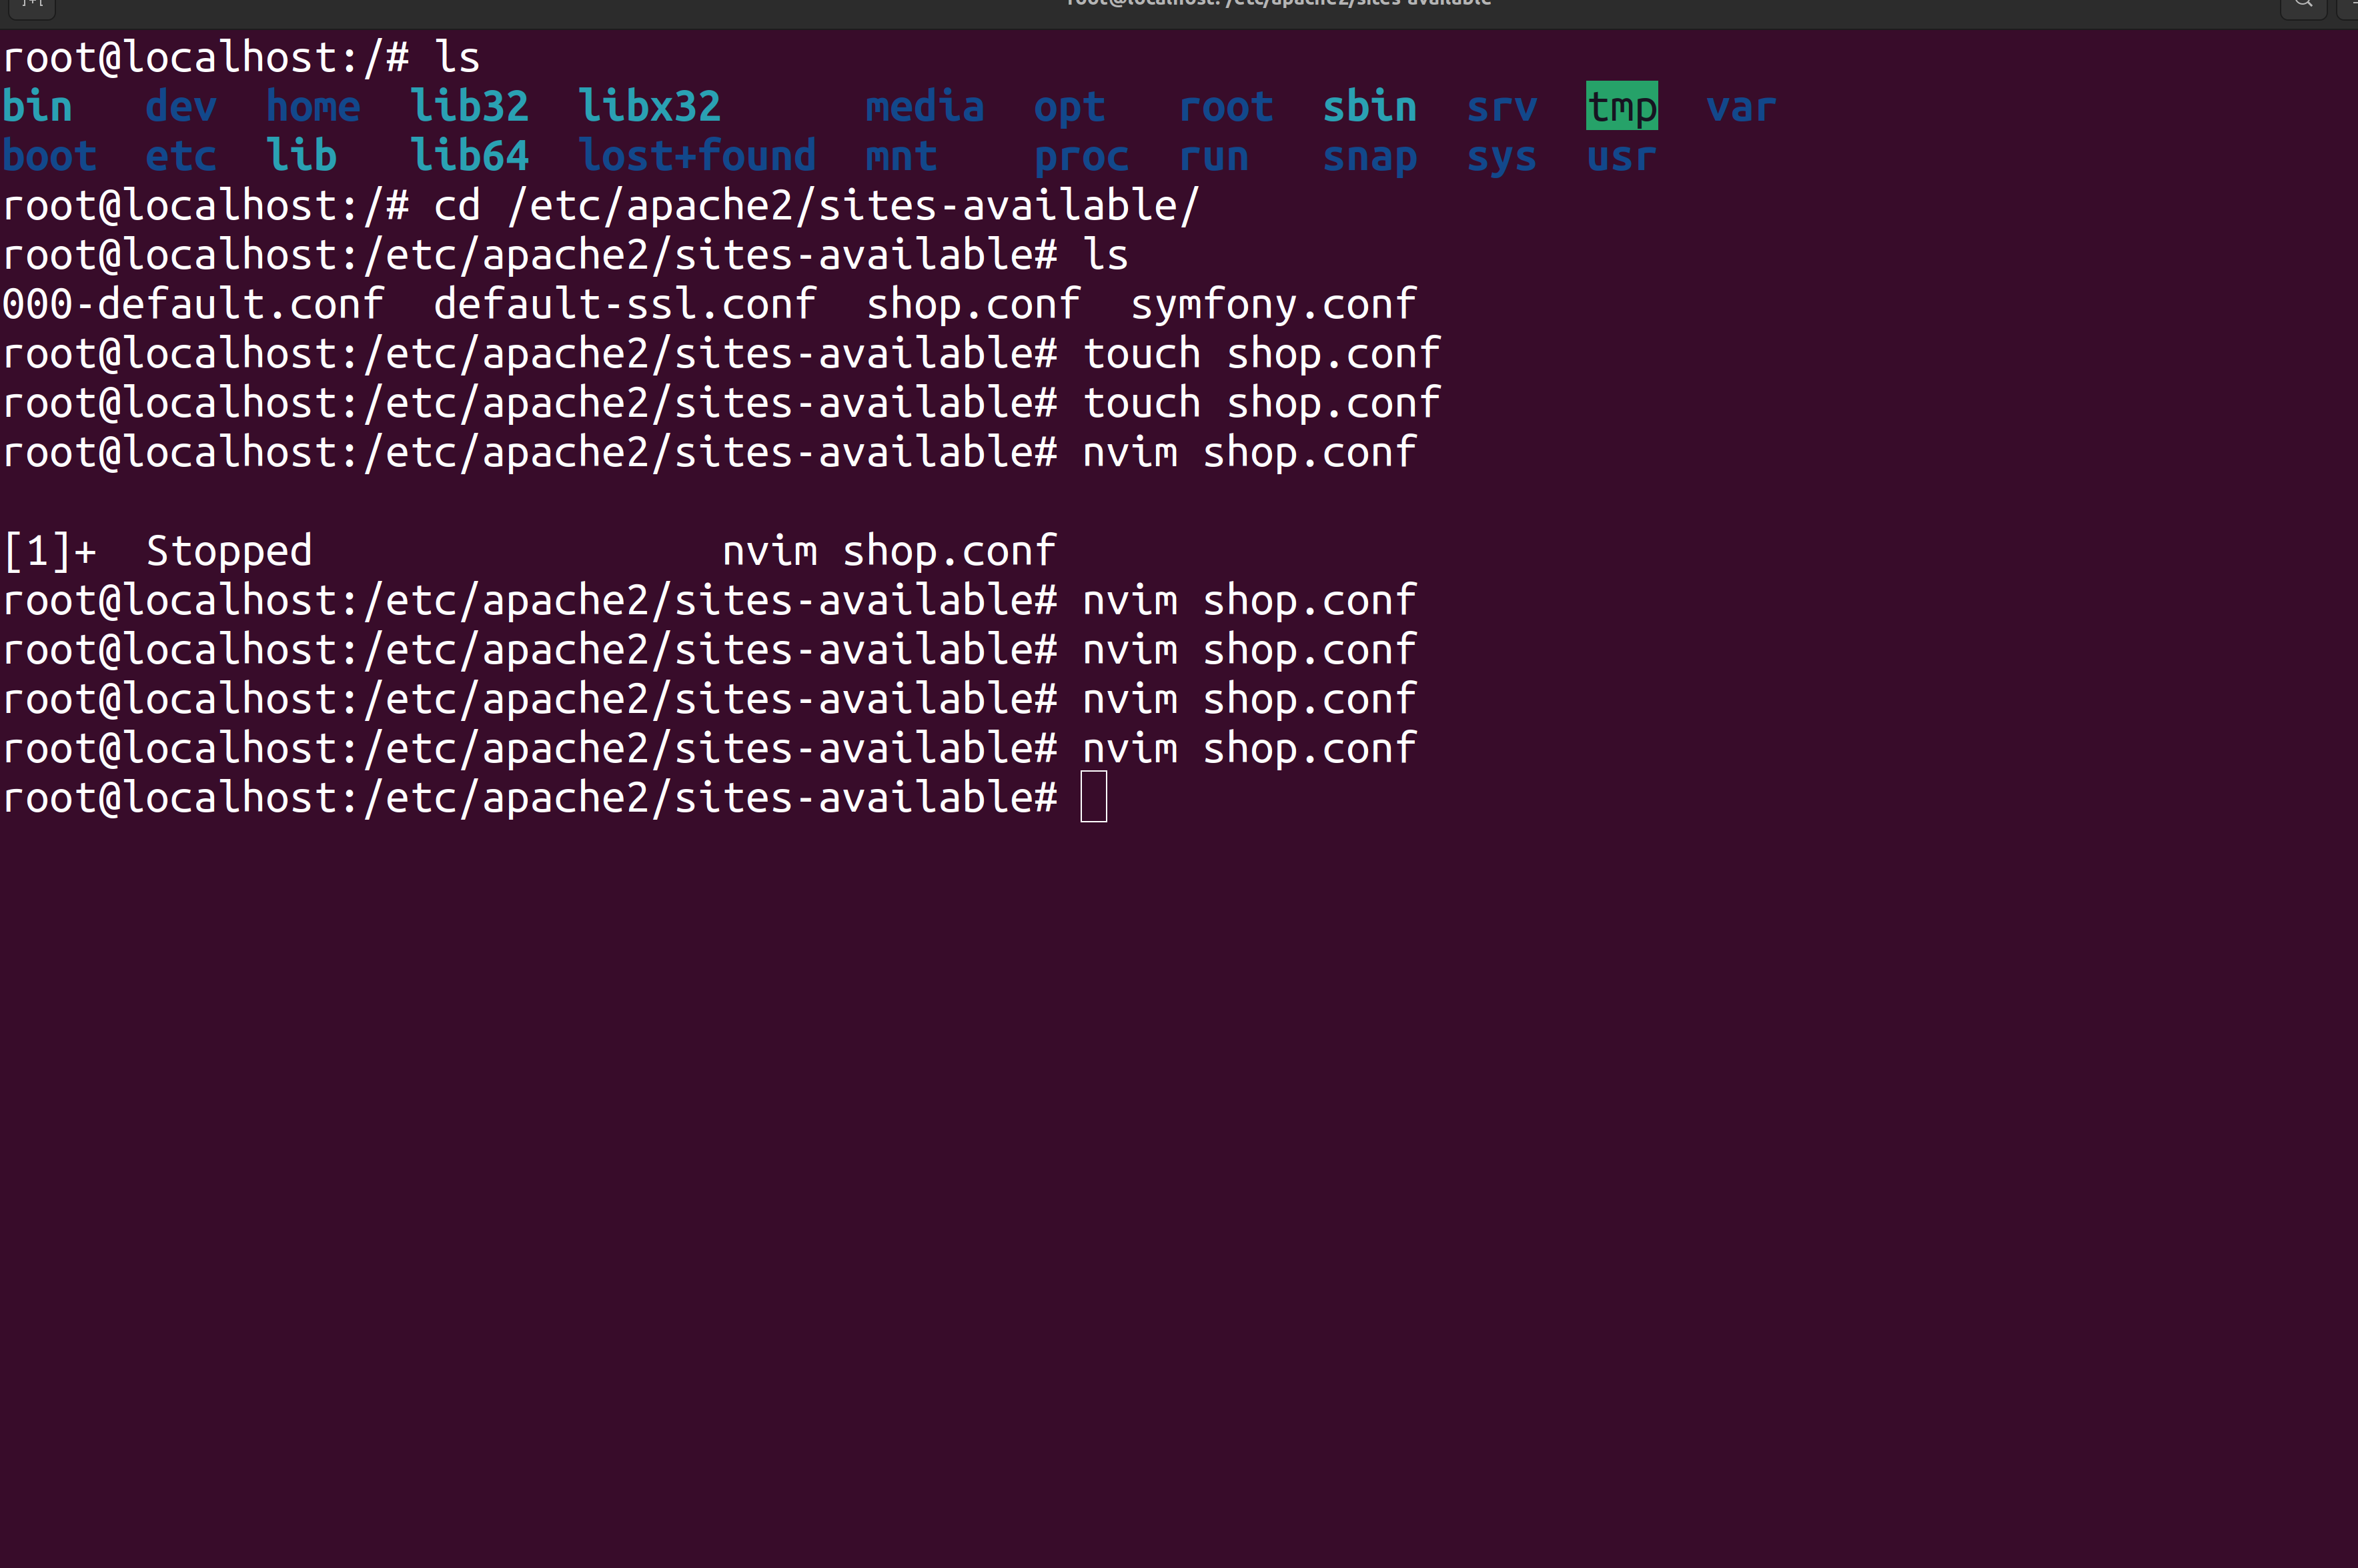 root@localhost: /etc/apache2/sites-available
root@localhost:/# ls
bin   dev  home  lib32  libx32      media  opt   root  sbin  srv  tmp  var
boot  etc  lib   lib64  lost+found  mnt    proc  run   snap  sys  usr
root@localhost:/# cd /etc/apache2/sites-available/
root@localhost:/etc/apache2/sites-available# ls
000-default.conf  default-ssl.conf  shop.conf  symfony.conf
root@localhost:/etc/apache2/sites-available# touch shop.conf
root@localhost:/etc/apache2/sites-available# touch shop.conf
root@localhost:/etc/apache2/sites-available# nvim shop.conf
[1]+  Stopped                 nvim shop.conf
root@localhost:/etc/apache2/sites-available# nvim shop.conf
root@localhost:/etc/apache2/sites-available# nvim shop.conf
root@localhost:/etc/apache2/sites-available# nvim shop.conf
root@localhost:/etc/apache2/sites-available# nvim shop.conf
root@localhost:/etc/apache2/sites-available#